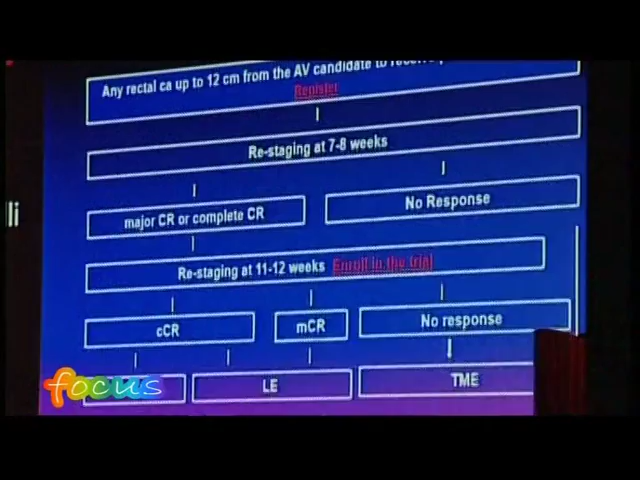 Any rectal ca up to 12 cm from the AV candidate to
Register
Re-staging at 7-8 weeks
major CR or complete CR
No Response
Re-staging at 11-12 weeks Enroll in the trial
cCR
mCR
No response
LE
TME
focus